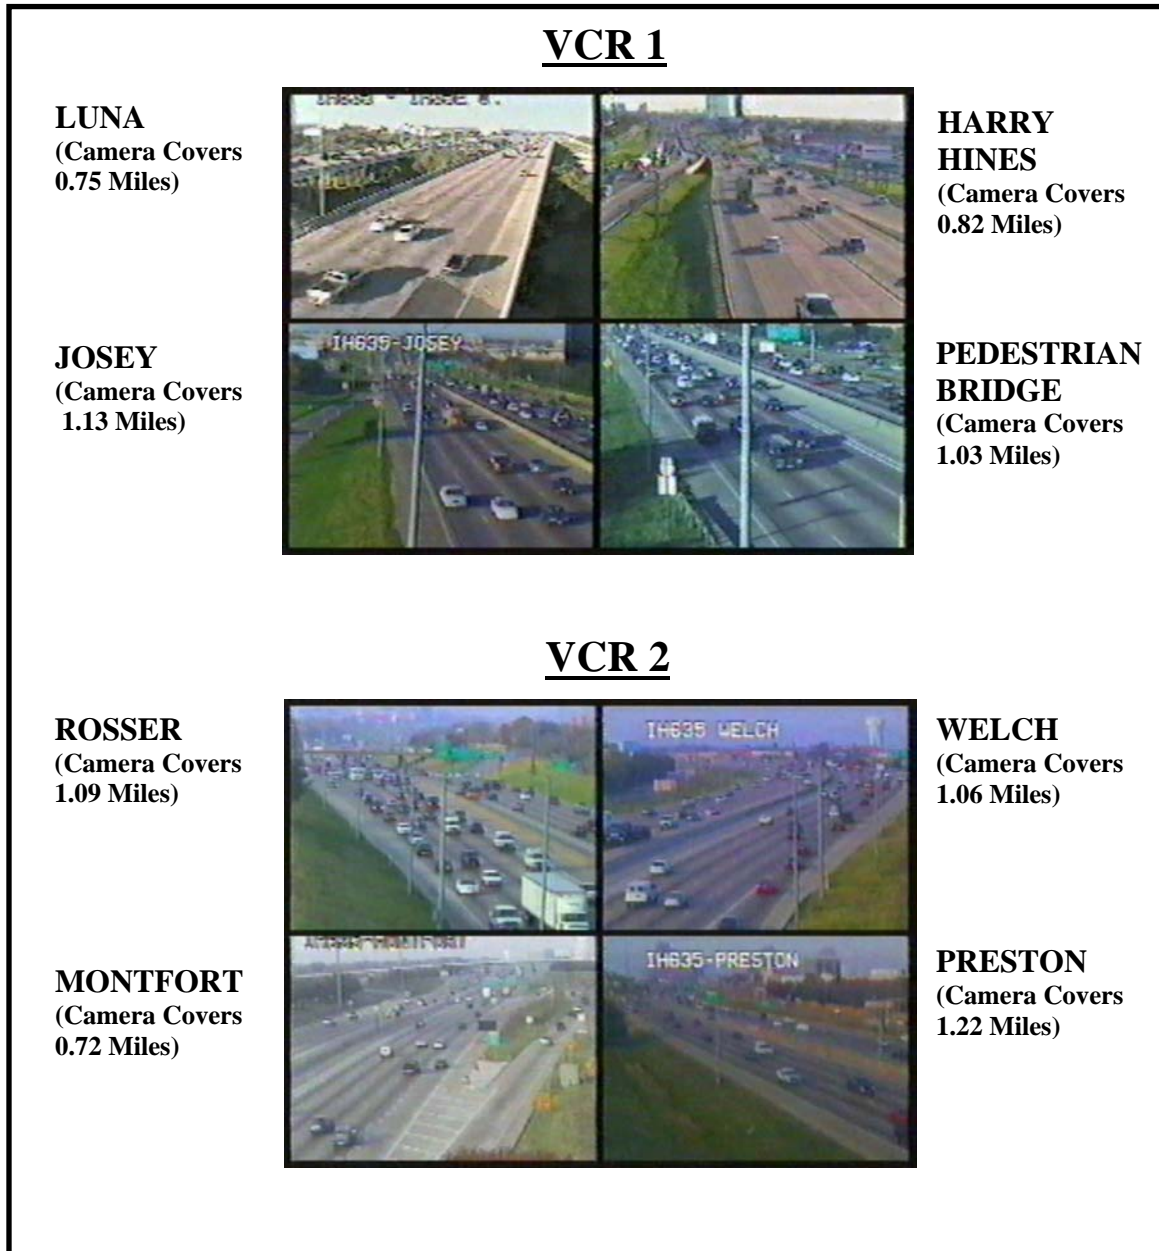 VCR 1
LUNA
(Camera Covers
0.75 Miles)
HARRY
HINES
(Camera Covers
0.82 Miles)
JOSEY
(Camera Covers
1.13 Miles)
IH635-JOSEY
PEDESTRIAN
BRIDGE
(Camera Covers
1.03 Miles)
VCR 2
ROSSER
(Camera Covers
1.09 Miles)
IH635 WELCH
WELCH
(Camera Covers
1.06 Miles)
MONTFORT
(Camera Covers
0.72 Miles)
IH635-PRESTON
PRESTON
(Camera Covers
1.22 Miles)